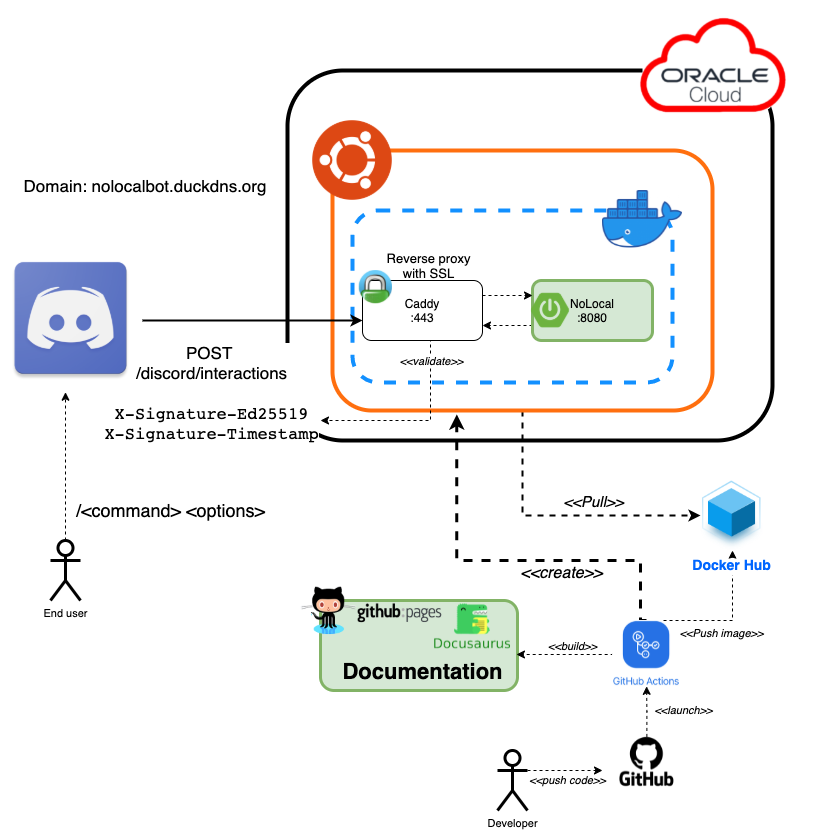 ORACLE
Cloud
Domain: nolocalbot.duckdns.org
Reverse proxy
with SSL
Caddy
:443
NoLocal
:8080
POST
/discord/interactions
<<validate>>
X-Signature-Ed25519
X-Signature-Timestamp
/<command> <options>
End user
<<Pull>>
Docker Hub
<<create>>
<<Push image>>
github:pages
Docusaurus
Documentation
<<build>>
GitHub Actions
<<launch>>
GitHub
<<push code>>
Developer